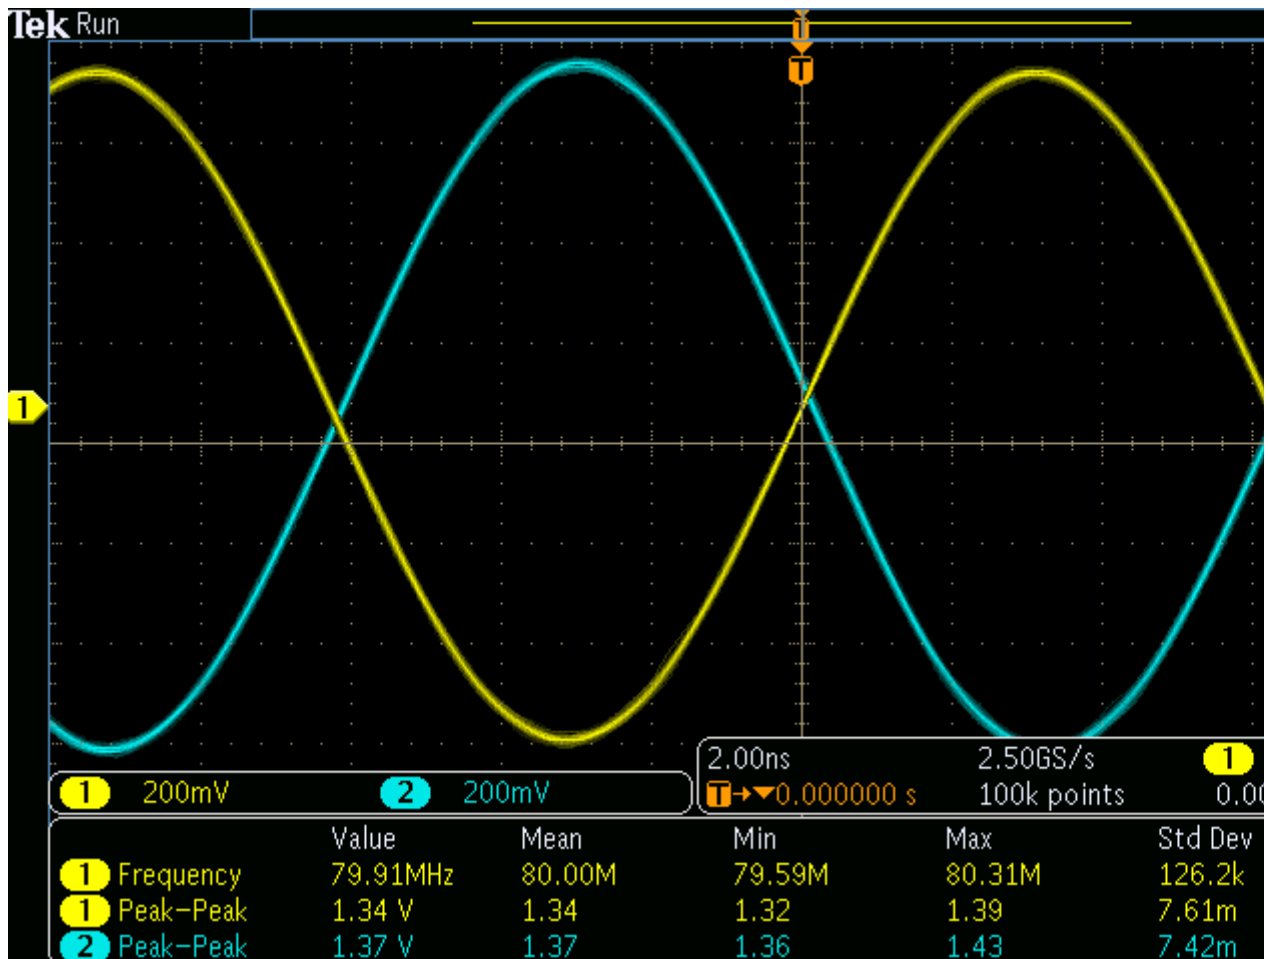 Tek Run
T
T
1
2.00ns 2.50GS/s 1
1 200mV 2 200mV
T→▼0.000000 s 100k points 0.00
Value Mean Min Max Std Dev
1 Frequency 79.91MHz 80.00M 79.59M 80.31M 126.2k
1 Peak-Peak 1.34 V 1.34 1.32 1.39 7.61m
2 Peak-Peak 1.37 V 1.37 1.36 1.43 7.42m